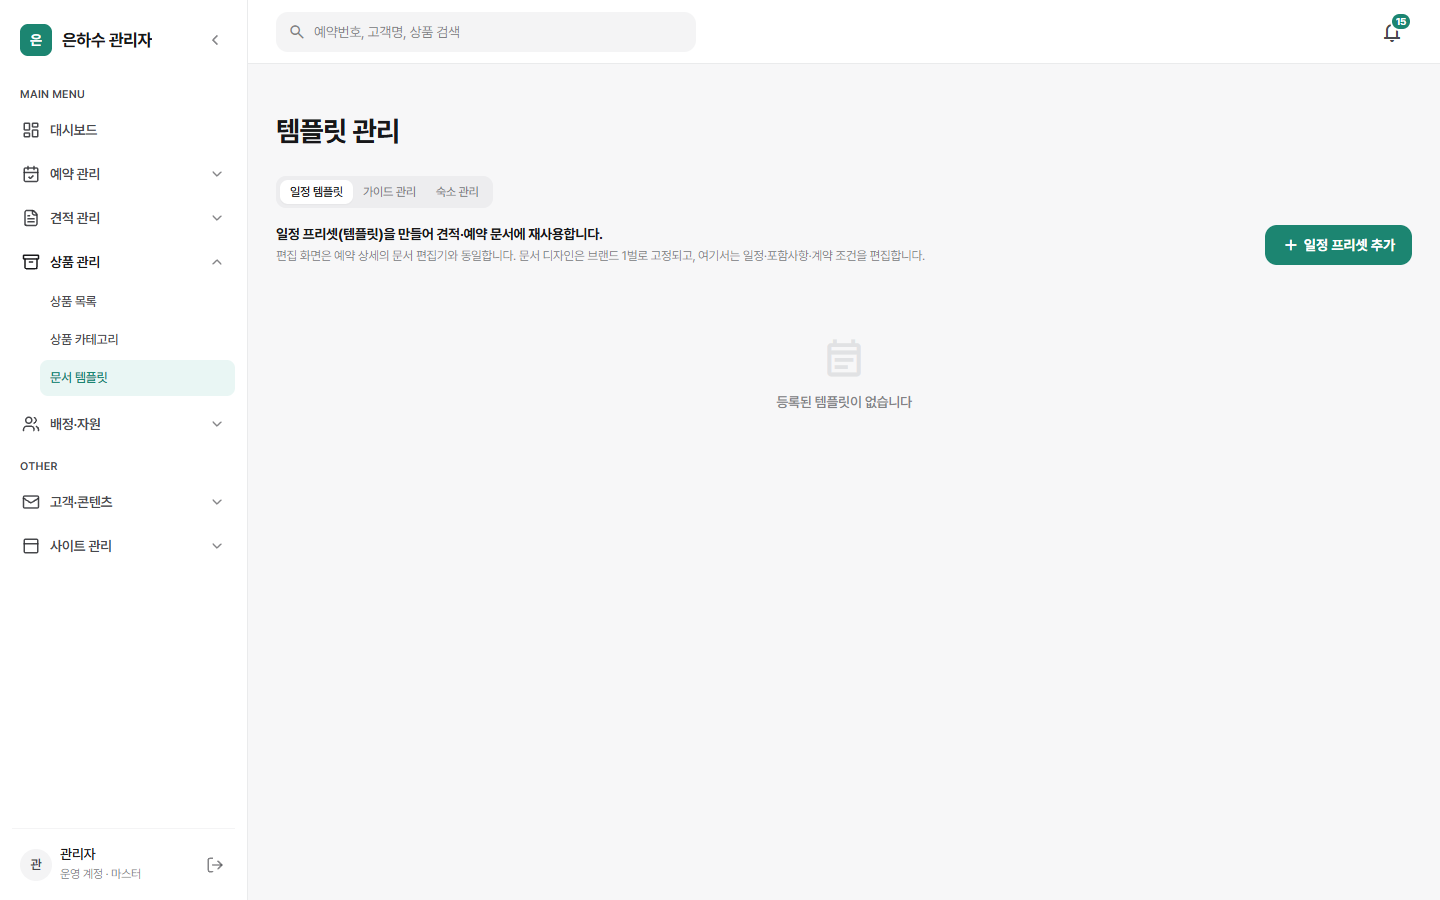 은
은하수 관리자
MAIN MENU
대시보드
예약 관리
견적 관리
상품 관리
상품 목록
상품 카테고리
문서 템플릿
배정·자원
OTHER
고객·콘텐츠
사이트 관리
관
관리자
운영 계정 · 마스터
예약번호, 고객명, 상품 검색
15
템플릿 관리
일정 템플릿
가이드 관리
숙소 관리
일정 프리셋(템플릿)을 만들어 견적·예약 문서에 재사용합니다.
편집 화면은 예약 상세의 문서 편집기와 동일합니다. 문서 디자인은 브랜드 1벌로 고정되고, 여기서는 일정·포함사항·계약 조건을 편집합니다.
일정 프리셋 추가
등록된 템플릿이 없습니다